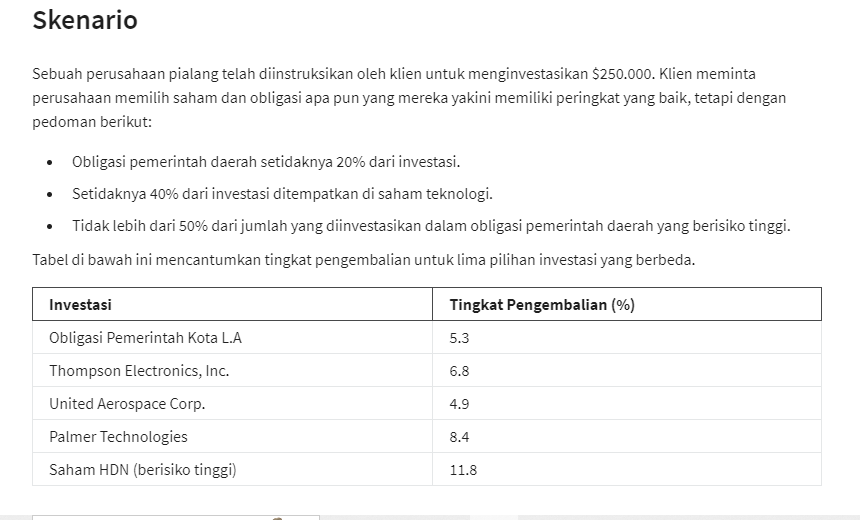 Skenario
Sebuah perusahaan pialang telah diinstruksikan oleh klien untuk menginvestasikan $250.000. Klien meminta
perusahaan memilih saham dan obligasi apa pun yang mereka yakini memiliki peringkat yang baik, tetapi dengan
pedoman berikut:
• Obligasi pemerintah daerah setidaknya 20% dari investasi.
• Setidaknya 40% dari investasi ditempatkan di saham teknologi.
• Tidak lebih dari 50% dari jumlah yang diinvestasikan dalam obligasi pemerintah daerah yang berisiko tinggi.
Tabel di bawah ini mencantumkan tingkat pengembalian untuk lima pilihan investasi yang berbeda.
Investasi Tingkat Pengembalian (%)
Obligasi Pemerintah Kota L.A 5.3
Thompson Electronics, Inc. 6.8
United Aerospace Corp. 4.9
Palmer Technologies 8.4
Saham HDN (berisiko tinggi) 11.8